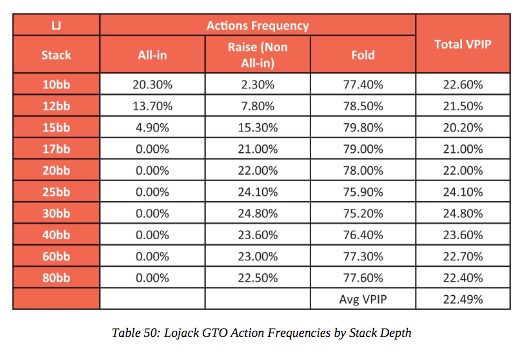 LJ Actions Frequency Total VPIP
Stack All-in Raise (Non All-in) Fold
10bb 20.30% 2.30% 77.40% 22.60%
12bb 13.70% 7.80% 78.50% 21.50%
15bb 4.90% 15.30% 79.80% 20.20%
17bb 0.00% 21.00% 79.00% 21.00%
20bb 0.00% 22.00% 78.00% 22.00%
25bb 0.00% 24.10% 75.90% 24.10%
30bb 0.00% 24.80% 75.20% 24.80%
40bb 0.00% 23.60% 76.40% 23.60%
60bb 0.00% 23.00% 77.30% 22.70%
80bb 0.00% 22.50% 77.60% 22.40%
Avg VPIP 22.49%
Table 50: Lojack GTO Action Frequencies by Stack Depth